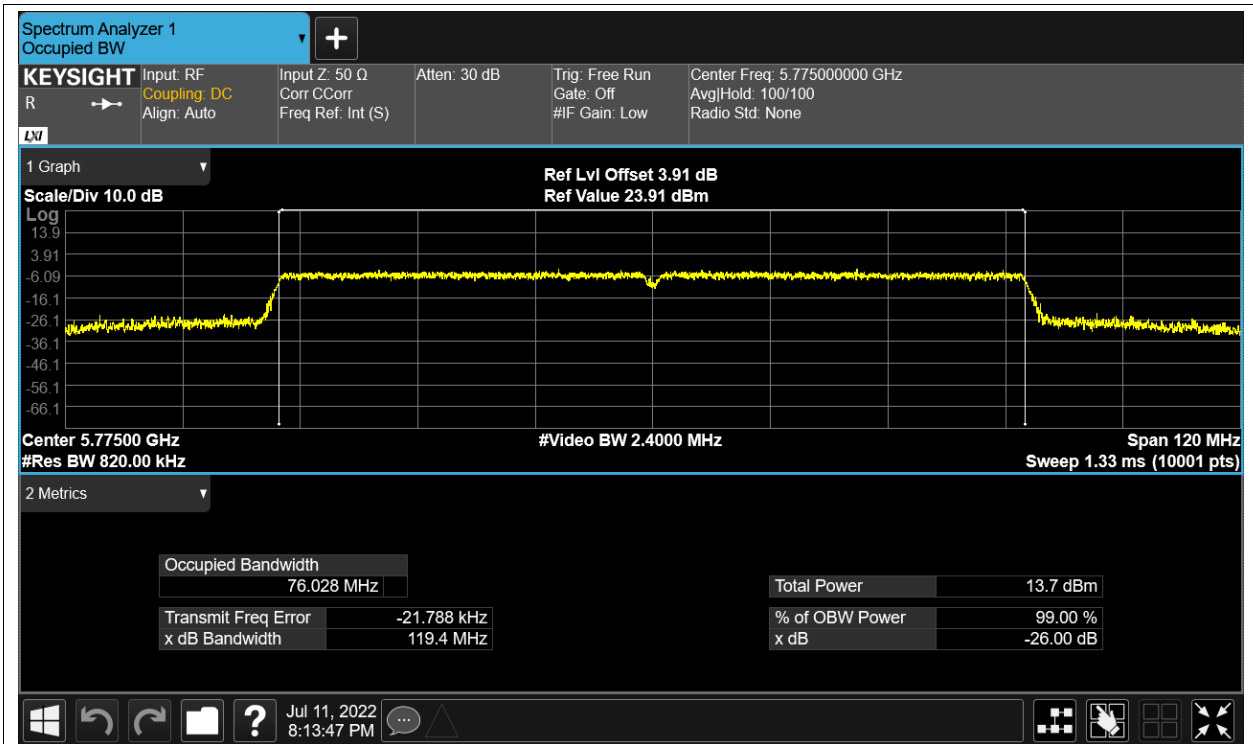 Spectrum Analyzer 1
Occupied BW
KEYSIGHT
R
LXI
Input: RF
Coupling: DC
Align: Auto
Input Z: 50 Ω
Corr CCorr
Freq Ref: Int (S)
Atten: 30 dB
Trig: Free Run
Gate: Off
#IF Gain: Low
Center Freq: 5.775000000 GHz
Avg|Hold: 100/100
Radio Std: None
1 Graph
Scale/Div 10.0 dB
Ref Lvl Offset 3.91 dB
Ref Value 23.91 dBm
Log
13.9
3.91
-6.09
-16.1
-26.1
-36.1
-46.1
-56.1
-66.1
Center 5.77500 GHz
#Video BW 2.4000 MHz
Span 120 MHz
#Res BW 820.00 kHz
Sweep 1.33 ms (10001 pts)
2 Metrics
Occupied Bandwidth
76.028 MHz
Total Power 13.7 dBm
Transmit Freq Error -21.788 kHz
% of OBW Power 99.00 %
x dB Bandwidth 119.4 MHz
x dB -26.00 dB
?
Jul 11, 2022
8:13:47 PM